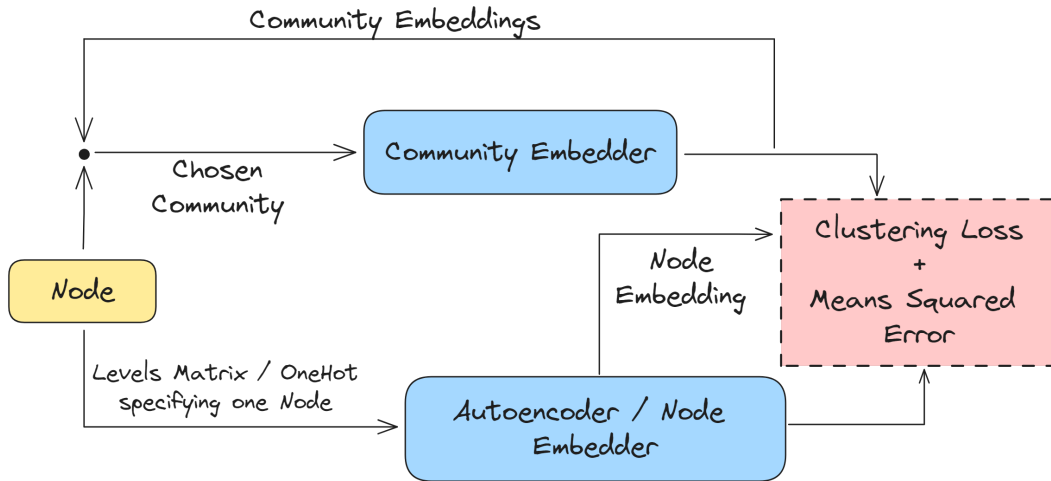 Community Embeddings
Community Embedder
Chosen
Community
Clustering Loss
+
Means Squared
Error
Node
Embedding
Node
Levels Matrix / OneHot
specifying one Node
Autoencoder / Node
Embedder